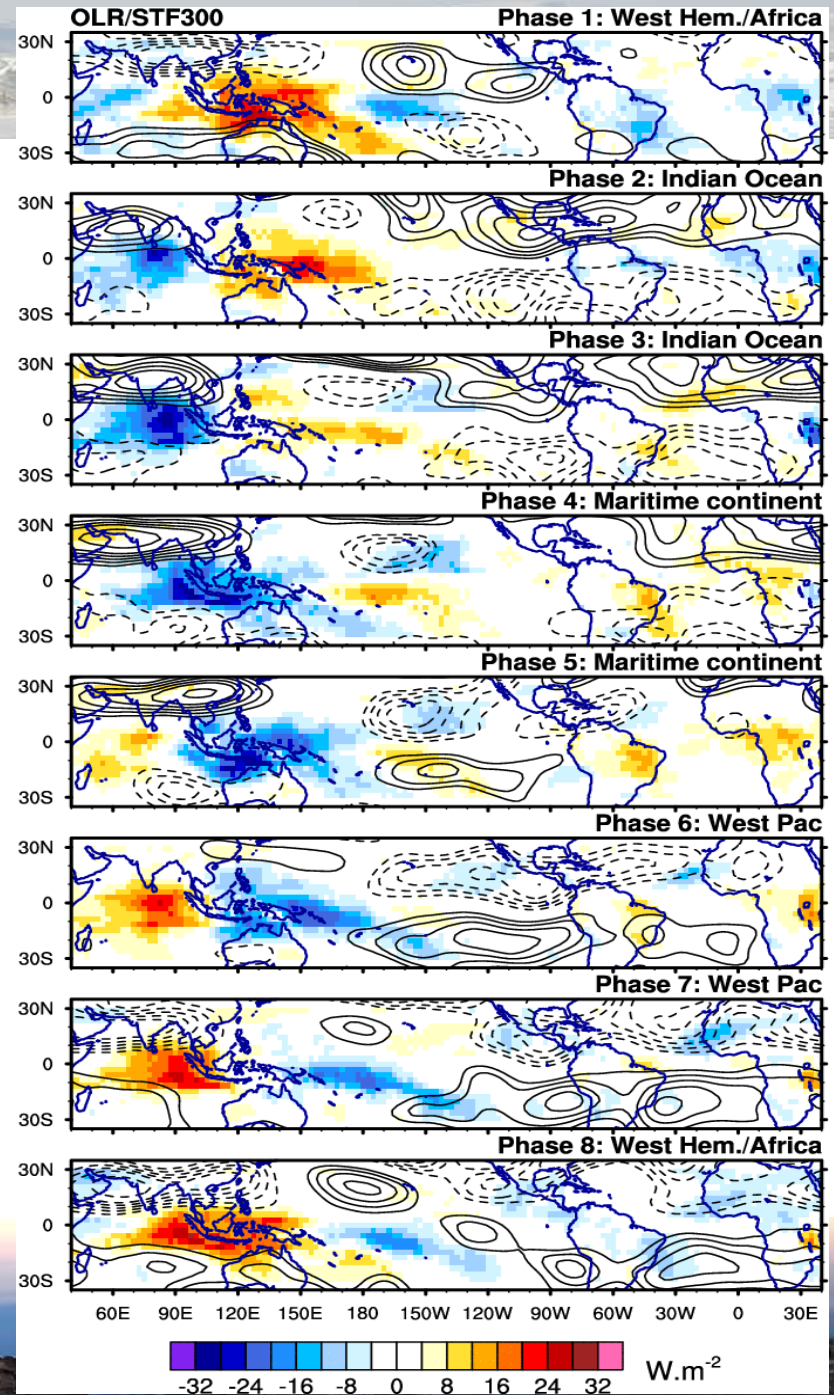 OLR/STF300 Phase 1: West Hem./Africa
30N
0
30S
Phase 2: Indian Ocean
30N
0
30S
Phase 3: Indian Ocean
30N
0
30S
Phase 4: Maritime continent
30N
0
30S
Phase 5: Maritime continent
30N
0
30S
Phase 6: West Pac
30N
0
30S
Phase 7: West Pac
30N
0
30S
Phase 8: West Hem./Africa
30N
0
30S
60E 90E 120E 150E 180 150W 120W 90W 60W 30W 0 30E
-32 -24 -16 -8 0 8 16 24 32 W.m-2